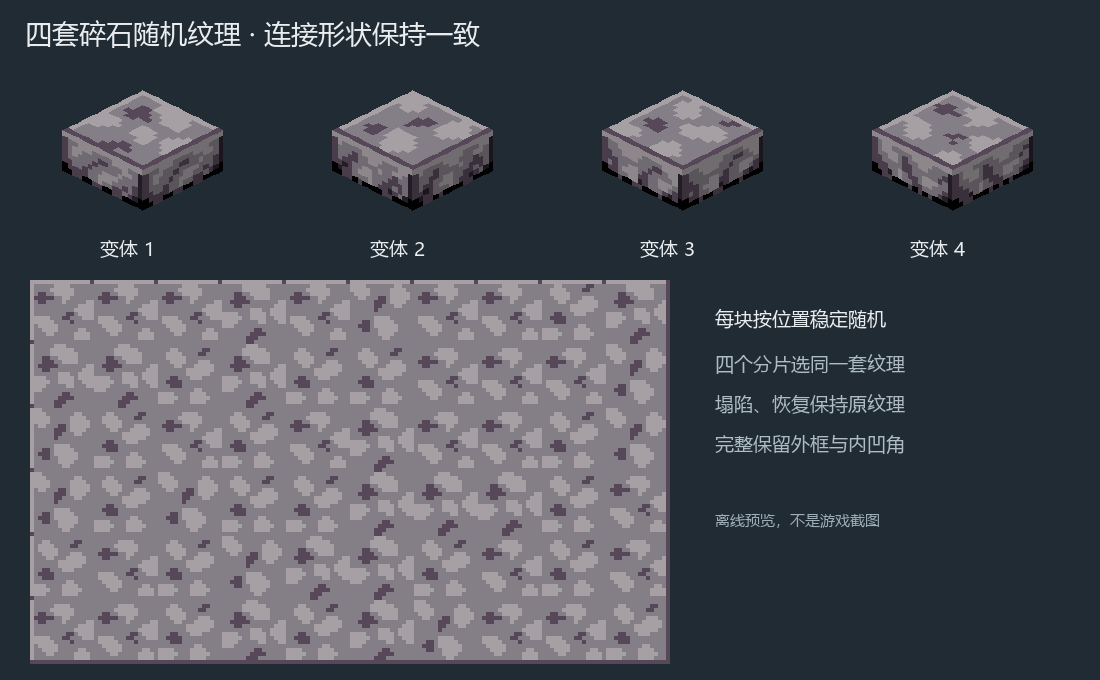 四套碎石随机纹理 · 连接形状保持一致
变体 1
变体 2
变体 3
变体 4
每块按位置稳定随机
四个分片选同一套纹理
塌陷、恢复保持原纹理
完整保留外框与内凹角
离线预览，不是游戏截图